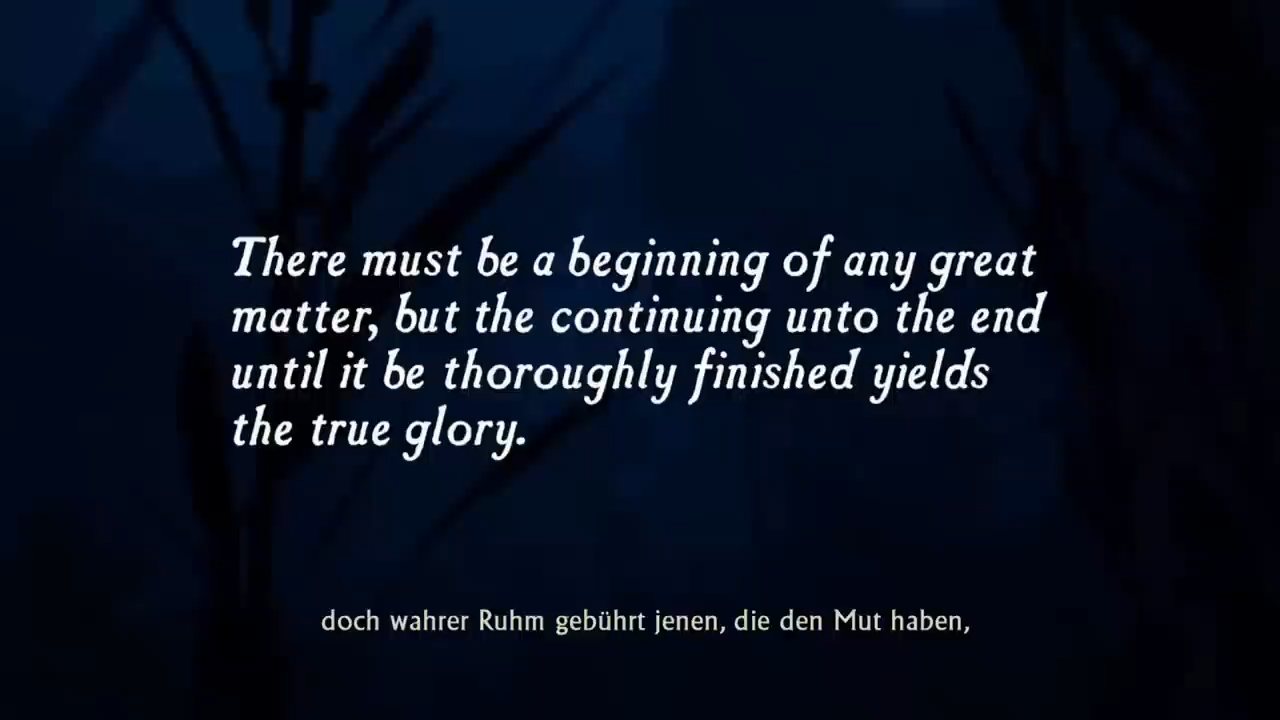 There must be a beginning of any great
matter, but the continuing unto the end
until it be thoroughly finished yields
the true glory.
doch wahrer Ruhm gebührt jenen, die den Mut haben,